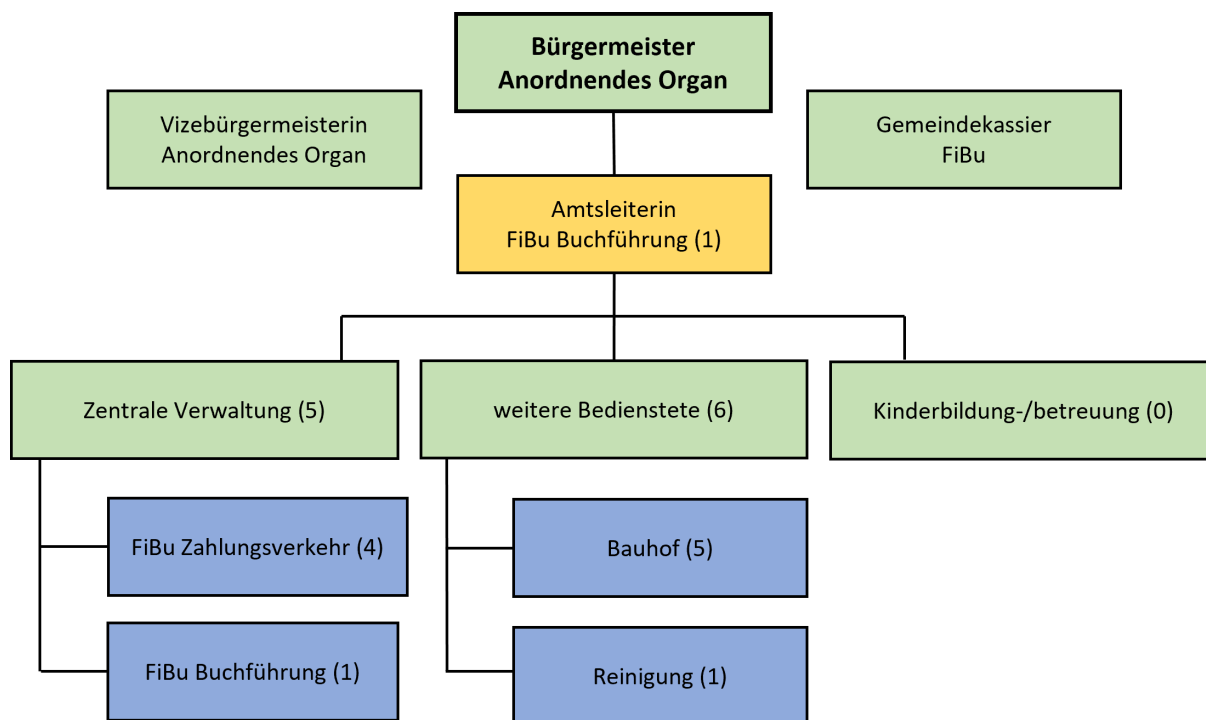 Bürgermeister
Anordnendes Organ
Vizebürgermeisterin
Anordnendes Organ
Gemeindekassier
FiBu
Amtsleiterin
FiBu Buchführung (1)
Zentrale Verwaltung (5)
weitere Bedienstete (6)
Kinderbildung-/betreuung (0)
FiBu Zahlungsverkehr (4)
Bauhof (5)
FiBu Buchführung (1)
Reinigung (1)